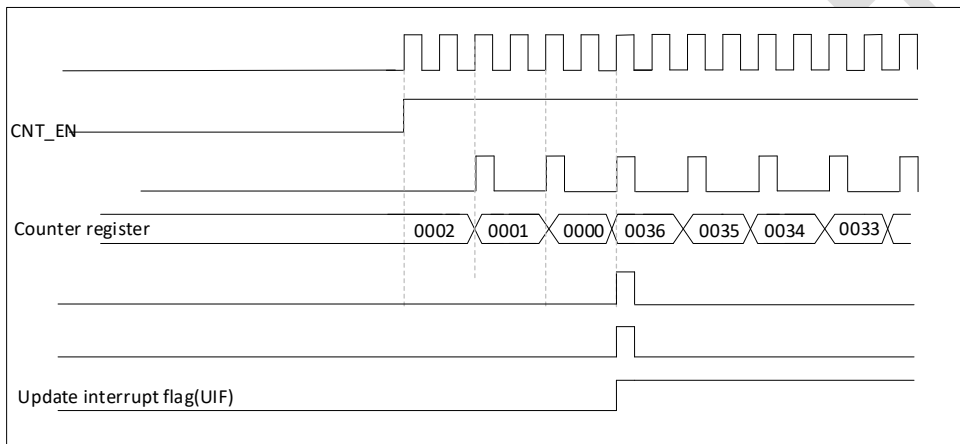 CNT_EN
Counter register 0002 0001 0000 0036 0035 0034 0033
Update interrupt flag(UIF)